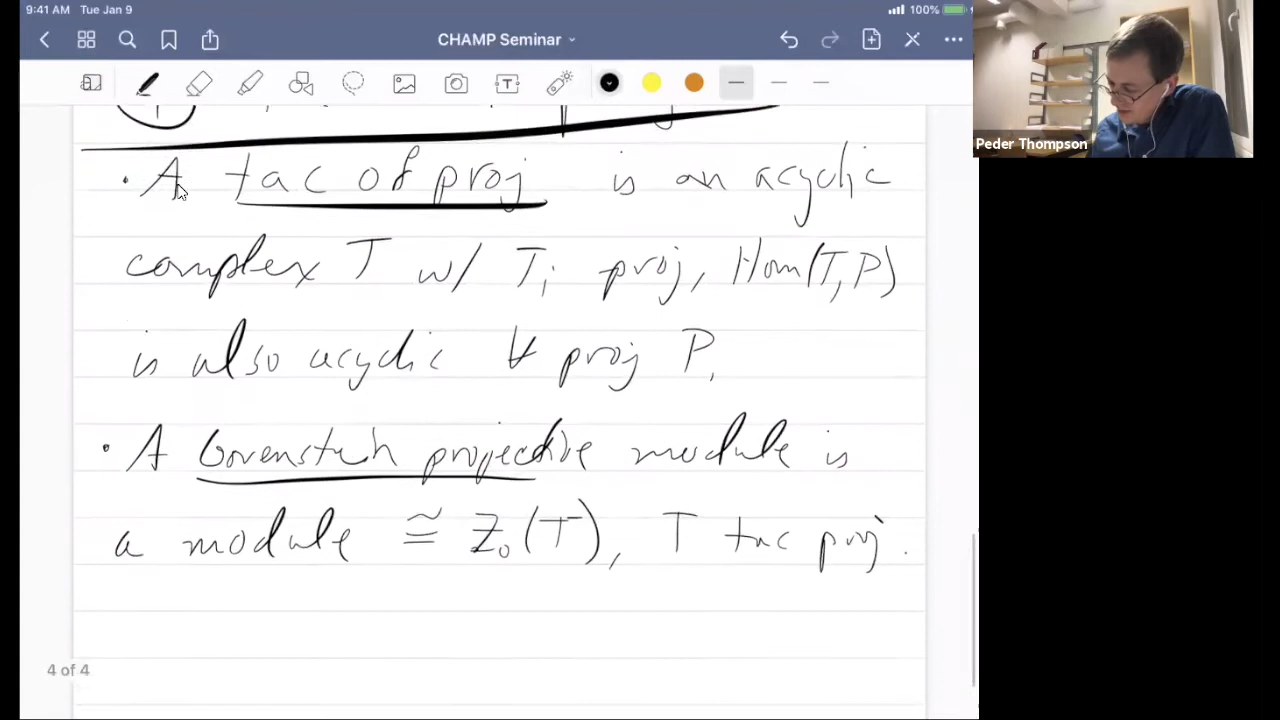 9:41 AM Tue Jan 9
100%
CHAMP Seminar
Peder Thompson
· A tac of proj is an acyclic
complex T w/ Tᵢ proj, Hom(T,P)
is also acyclic ∀ proj P.
· A Gorenstein projective module is
a module ≅ Z₀(T), T tac proj.
4 of 4